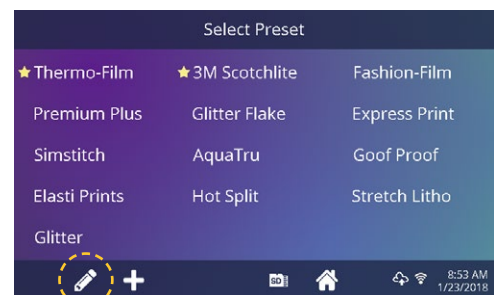 Select Preset
Thermo-Film 3M Scotchlite Fashion-Film
Premium Plus Glitter Flake Express Print
Simstitch AquaTru Goof Proof
Elasti Prints Hot Split Stretch Litho
Glitter
SD 8:53 AM
1/23/2018